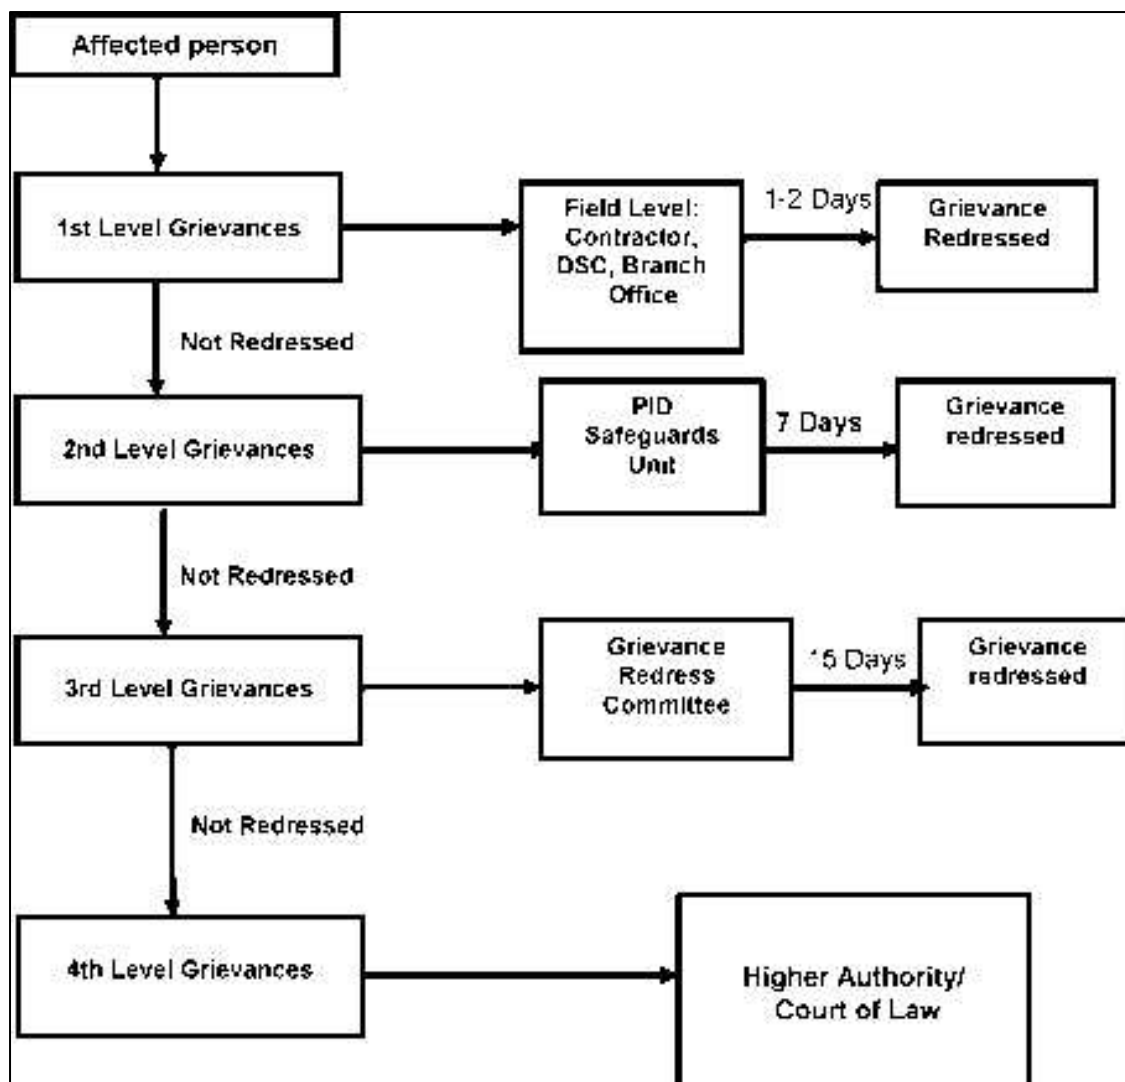 Affected person
1st Level Grievances
Field Level:
Contractor,
DSC, Branch
Office
1-2 Days
Grievance
Redressed
Not Redressed
2nd Level Grievances
PID
Safeguards
Unit
7 Days
Grievance
redressed
Not Redressed
3rd Level Grievances
Grievance
Redress
Committee
15 Days
Grievance
redressed
Not Redressed
4th Level Grievances
Higher Authority/
Court of Law